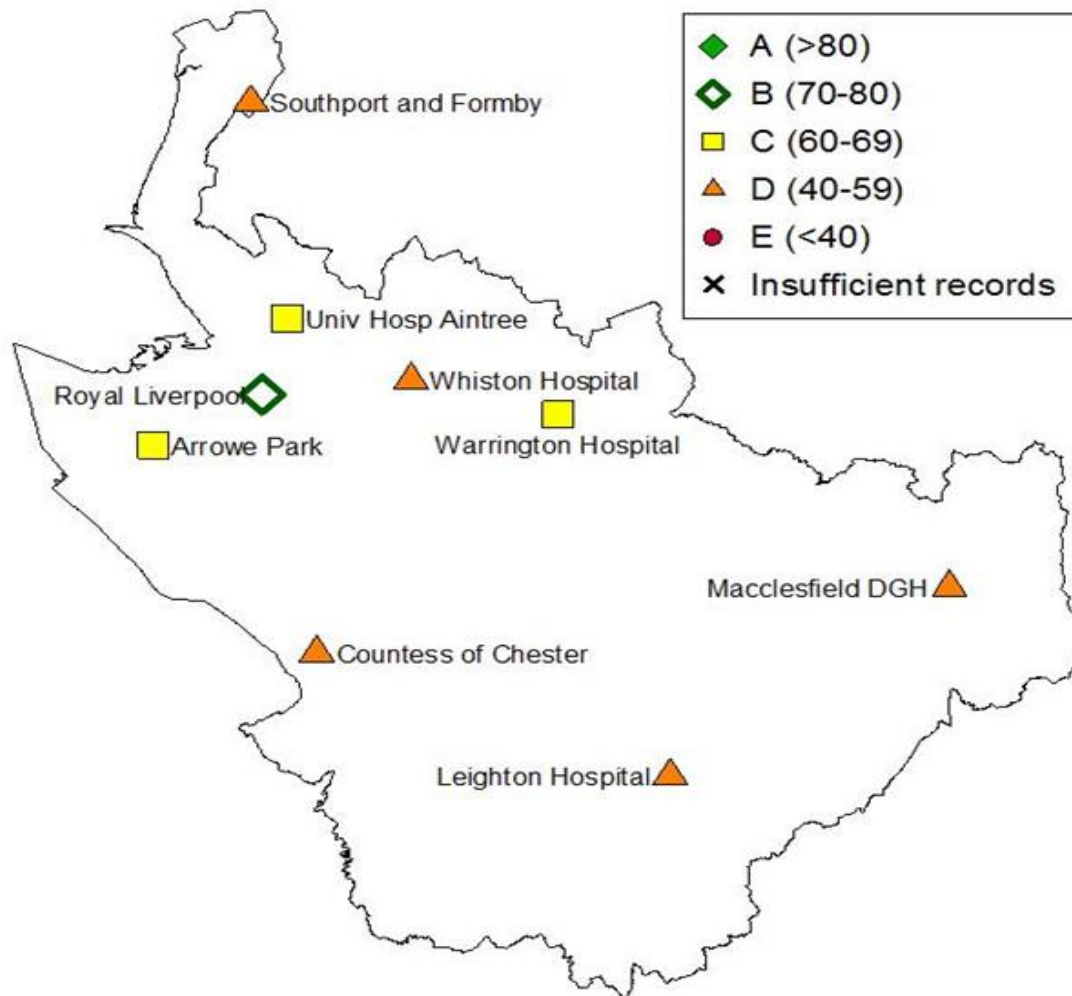 A (>80)
B (70-80)
C (60-69)
D (40-59)
E (<40)
Insufficient records
Southport and Formby
Univ Hosp Aintree
Whiston Hospital
Royal Liverpool
Warrington Hospital
Arrowe Park
Macclesfield DGH
Countess of Chester
Leighton Hospital